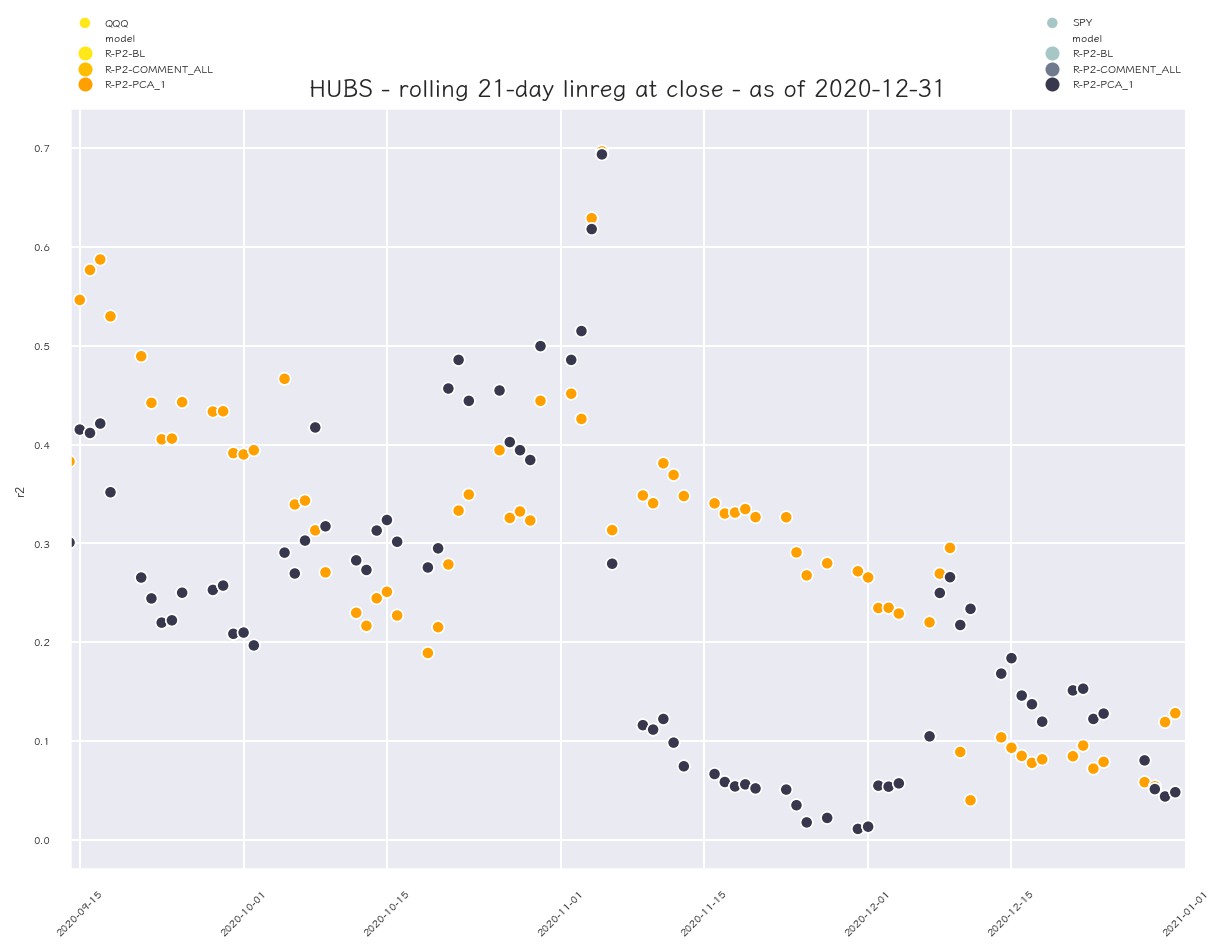 QQQ
model
R-P2-BL
R-P2-COMMENT_ALL
R-P2-PCA_1
SPY
model
R-P2-BL
R-P2-COMMENT_ALL
R-P2-PCA_1
HUBS - rolling 21-day linreg at close - as of 2020-12-31
0.7
0.6
0.5
0.4
0.3
0.2
0.1
0.0
r2
2020-09-15
2020-10-01
2020-10-15
2020-11-01
2020-11-15
2020-12-01
2020-12-15
2021-01-01